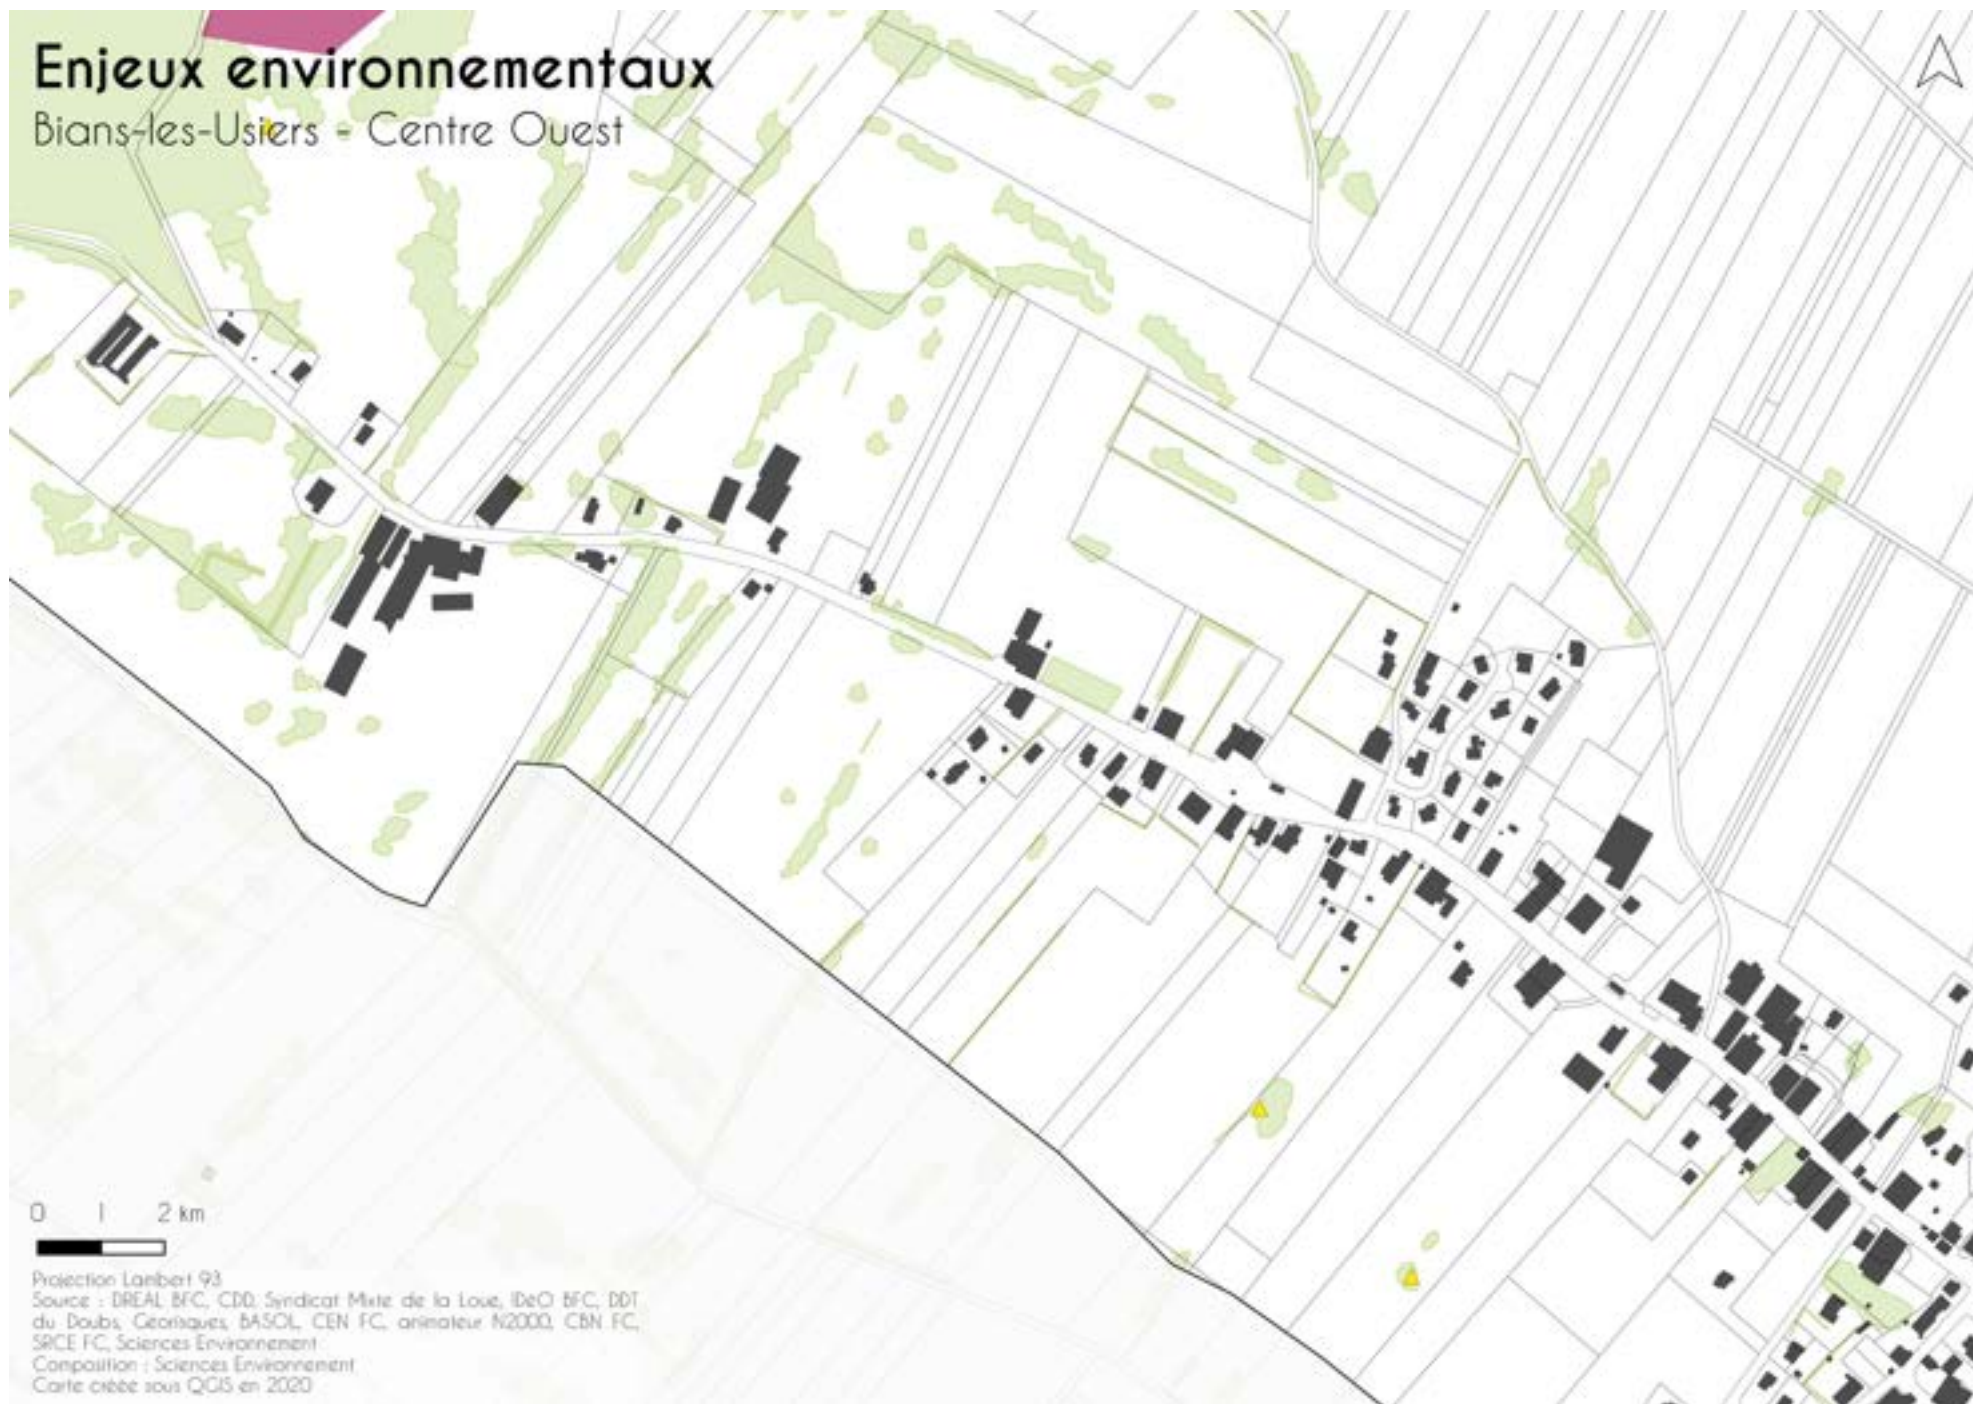 Enjeux environnementaux
Bians-les-Usiers - Centre Ouest
0 1 2 km
Projection Lambert 93
Source : DREAL BFC, CDD, Syndicat Mixte de la Loue, IDeO BFC, DDT
du Doubs, Géorisques, BASOL, CEN FC, animateur N2000, CBN FC,
SRCE FC, Sciences Environnement
Composition : Sciences Environnement
Carte créée sous QGIS en 2020